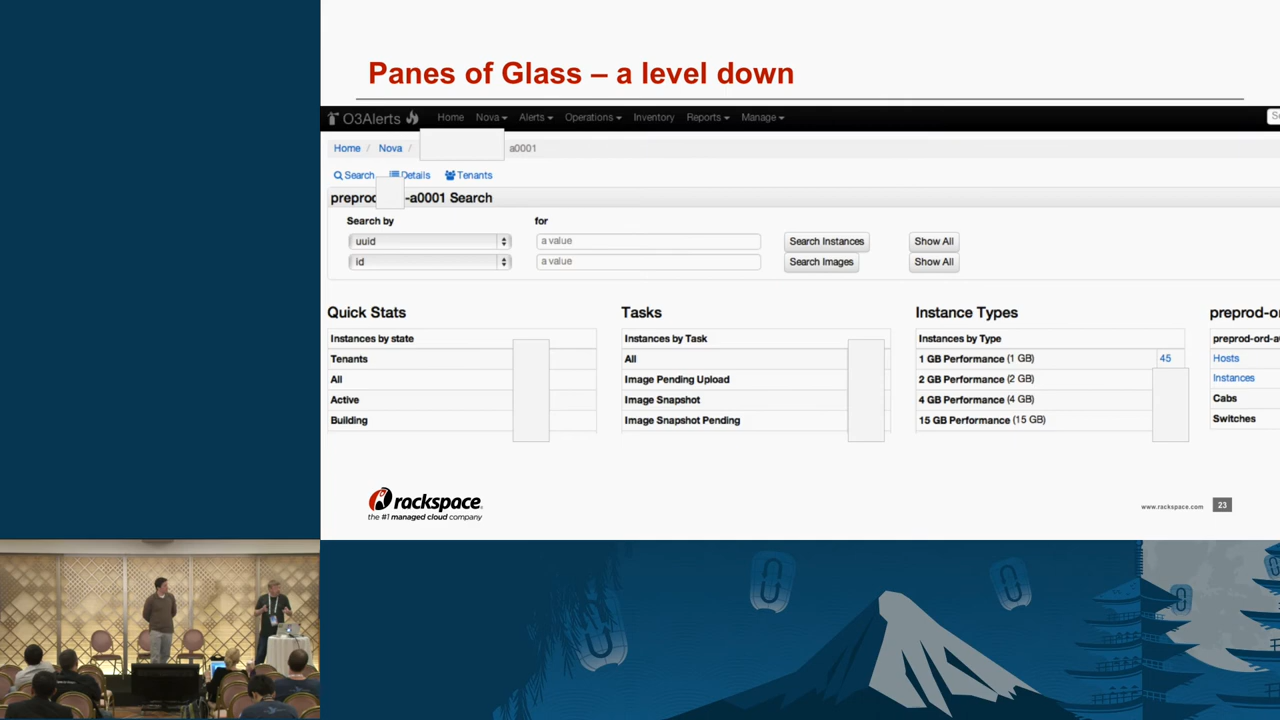 Panes of Glass – a level down
O3Alerts Home Nova Alerts Operations Inventory Reports Manage
Home / Nova / a0001
Search Details Tenants
preprod -a0001 Search
Search by for
uuid a value Search Instances Show All
id a value Search Images Show All
Quick Stats Tasks Instance Types preprod-o
Instances by state Instances by Task Instances by Type preprod-ord-a
Tenants All 1 GB Performance (1 GB) 45 Hosts
All Image Pending Upload 2 GB Performance (2 GB) Instances
Active Image Snapshot 4 GB Performance (4 GB) Cabs
Building Image Snapshot Pending 15 GB Performance (15 GB) Switches
rackspace
the #1 managed cloud company
www.rackspace.com 23